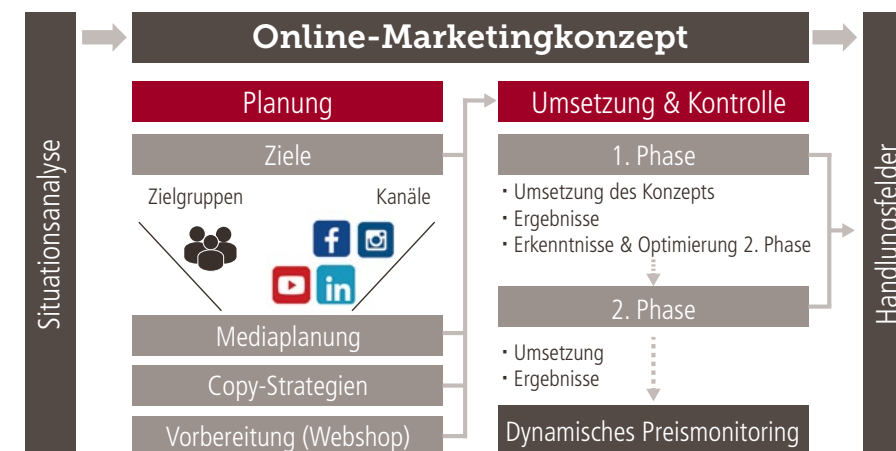 Situationsanalyse
Online-Marketingkonzept
Planung
Ziele
Zielgruppen
Kanäle
Mediaplanung
Copy-Strategien
Vorbereitung (Webshop)
Umsetzung & Kontrolle
1. Phase
· Umsetzung des Konzepts
· Ergebnisse
· Erkenntnisse & Optimierung 2. Phase
2. Phase
· Umsetzung
· Ergebnisse
Dynamisches Preismonitoring
Handlungsfelder